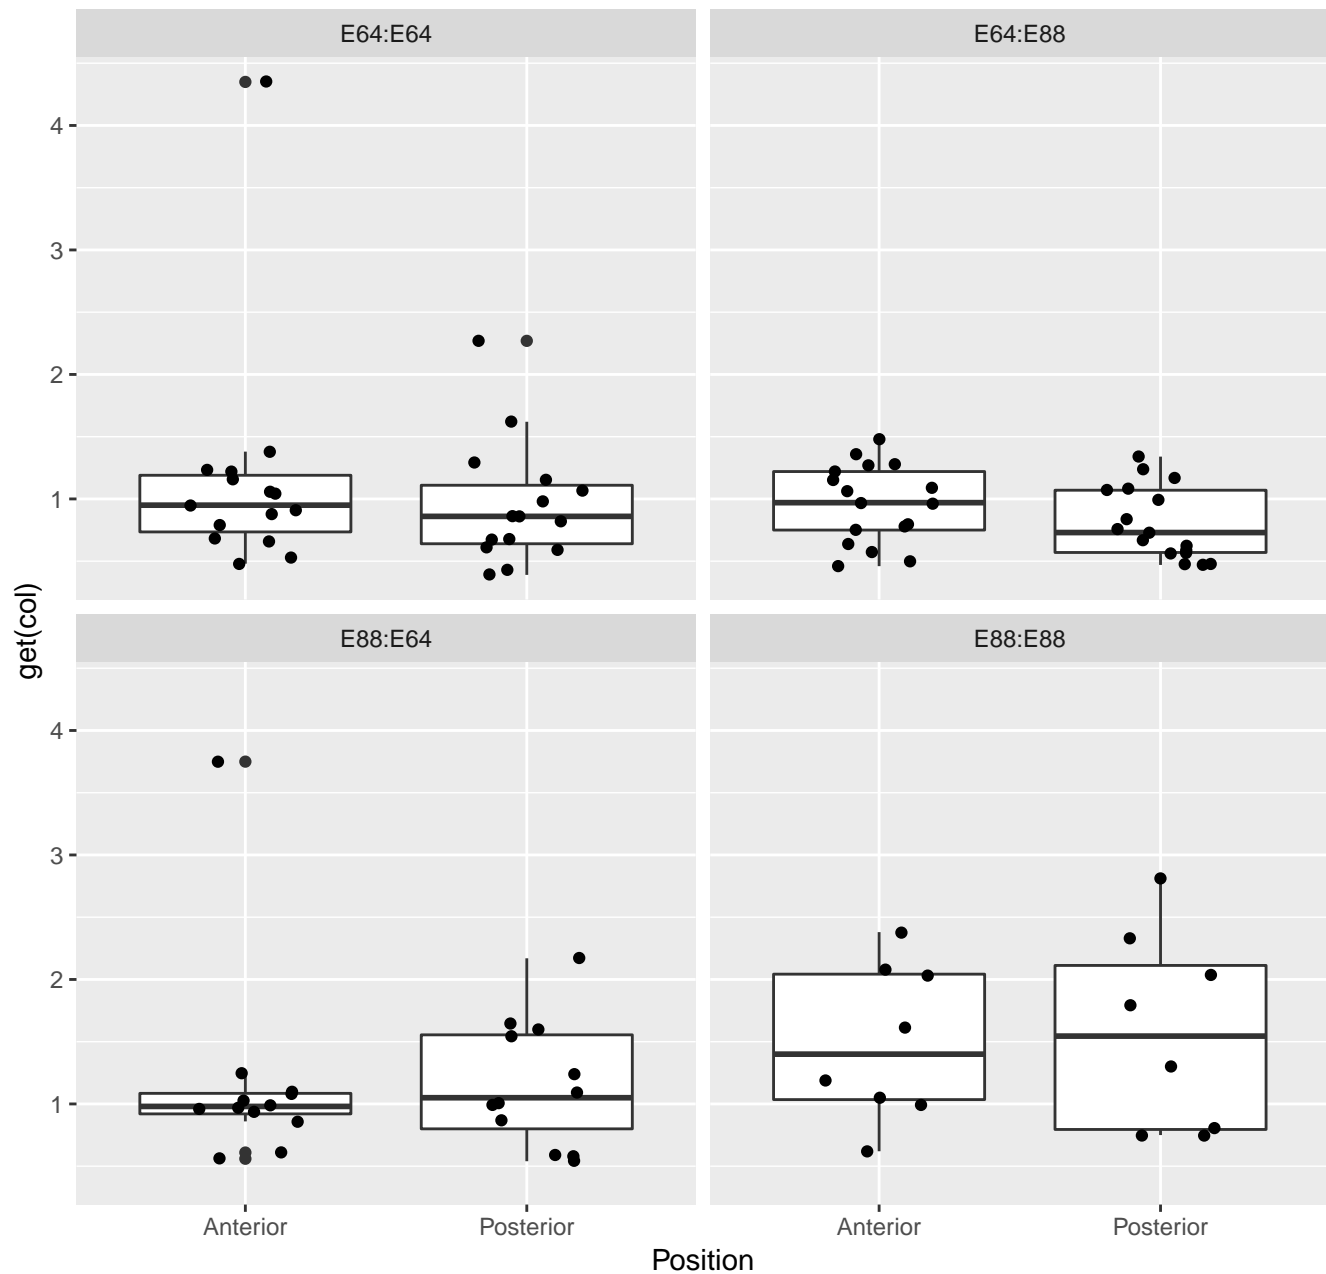 E64:E64
E64:E88
4
3
2
1
E88:E64
E88:E88
4
3
2
1
get(col)
Anterior
Posterior
Anterior
Posterior
Position